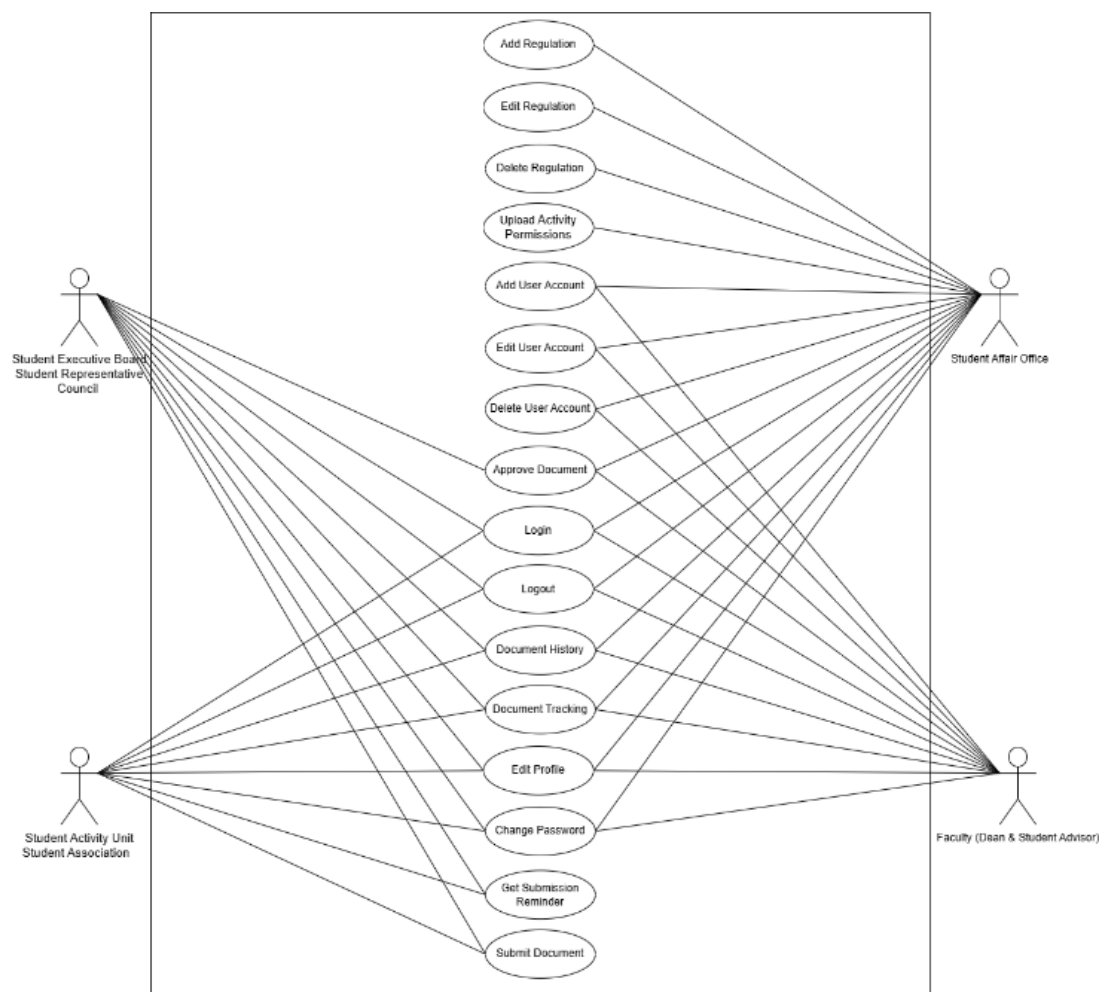 Add Regulation
Edit Regulation
Delete Regulation
Upload Activity
Permissions
Add User Account
Edit User Account
Delete User Account
Approve Document
Login
Logout
Document History
Document Tracking
Edit Profile
Change Password
Get Submission
Reminder
Submit Document
Student Executive Board
Student Representative
Council
Student Activity Unit
Student Association
Student Affair Office
Faculty (Dean & Student Advisor)